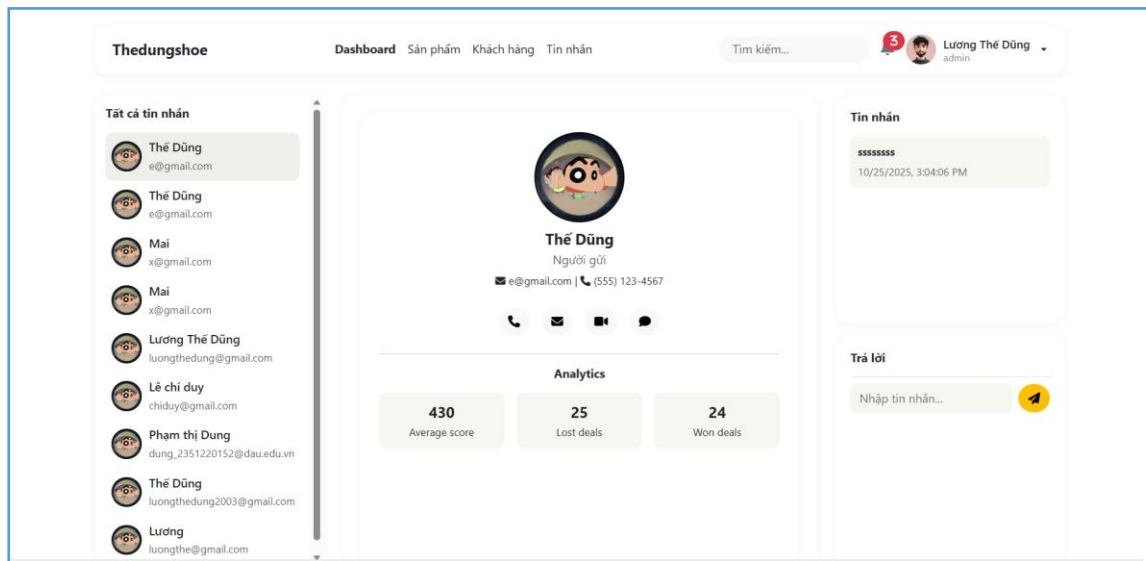 Thedungshoe
Dashboard Sản phẩm Khách hàng Tin nhắn
Tìm kiếm...
3
Lương Thế Dũng
admin
Tất cả tin nhắn
Thế Dũng
e@gmail.com
Thế Dũng
e@gmail.com
Mai
x@gmail.com
Mai
x@gmail.com
Lương Thế Dũng
luongthedung@gmail.com
Lê chí duy
chiduy@gmail.com
Phạm thị Dung
dung_2351220152@dau.edu.vn
Thế Dũng
luongthedung2003@gmail.com
Lương
luongthe@gmail.com
Thế Dũng
Người gửi
e@gmail.com | (555) 123-4567
Analytics
430
Average score
25
Lost deals
24
Won deals
Tin nhắn
ssssssss
10/25/2025, 3:04:06 PM
Trả lời
Nhập tin nhắn...